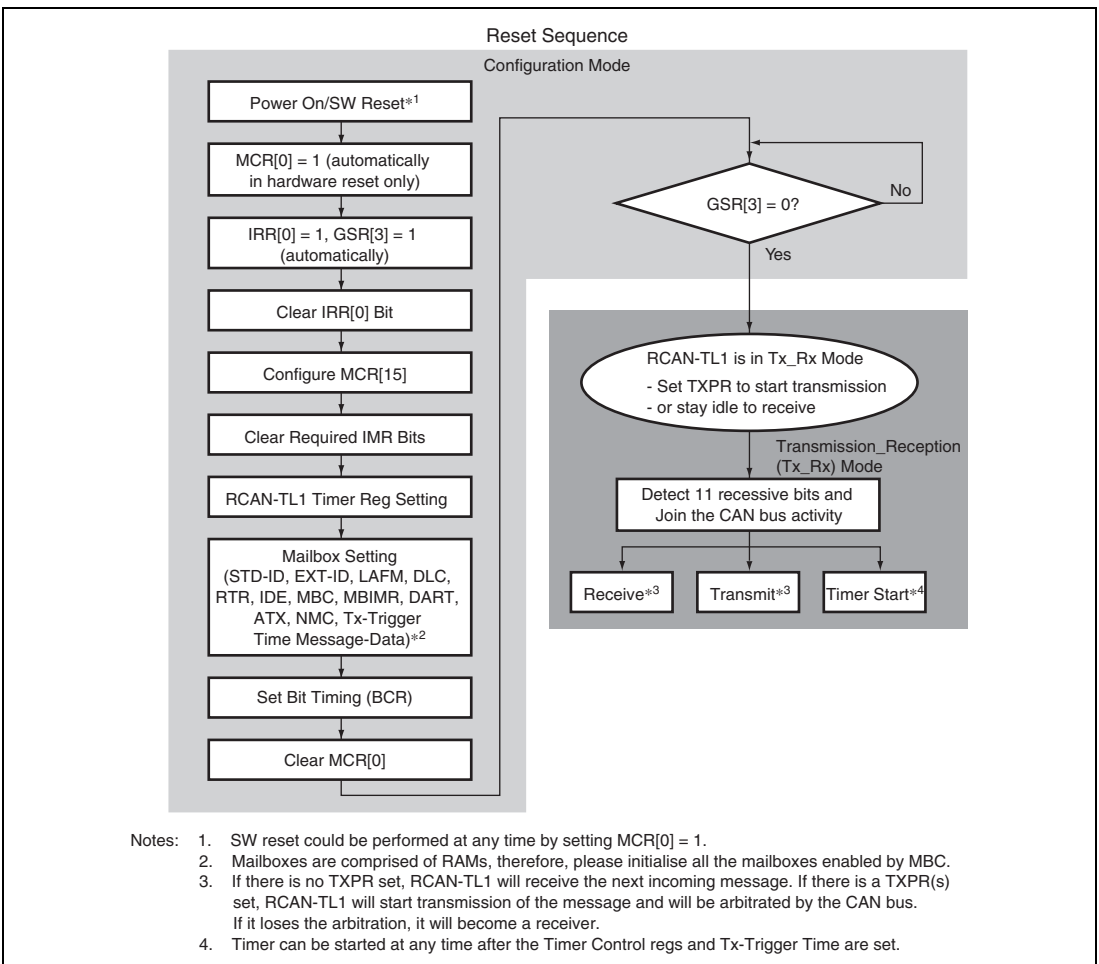 Reset Sequence
Configuration Mode
Power On/SW Reset*1
MCR[0] = 1 (automatically
in hardware reset only)
IRR[0] = 1, GSR[3] = 1
(automatically)
Clear IRR[0] Bit
Configure MCR[15]
Clear Required IMR Bits
RCAN-TL1 Timer Reg Setting
Mailbox Setting
(STD-ID, EXT-ID, LAFM, DLC,
RTR, IDE, MBC, MBIMR, DART,
ATX, NMC, Tx-Trigger
Time Message-Data)*2
Set Bit Timing (BCR)
Clear MCR[0]
GSR[3] = 0?
No
Yes
RCAN-TL1 is in Tx_Rx Mode
- Set TXPR to start transmission
- or stay idle to receive
Transmission_Reception
(Tx_Rx) Mode
Detect 11 recessive bits and
Join the CAN bus activity
Receive*3
Transmit*3
Timer Start*4
Notes: 1. SW reset could be performed at any time by setting MCR[0] = 1.
2. Mailboxes are comprised of RAMs, therefore, please initialise all the mailboxes enabled by MBC.
3. If there is no TXPR set, RCAN-TL1 will receive the next incoming message. If there is a TXPR(s)
set, RCAN-TL1 will start transmission of the message and will be arbitrated by the CAN bus.
If it loses the arbitration, it will become a receiver.
4. Timer can be started at any time after the Timer Control regs and Tx-Trigger Time are set.